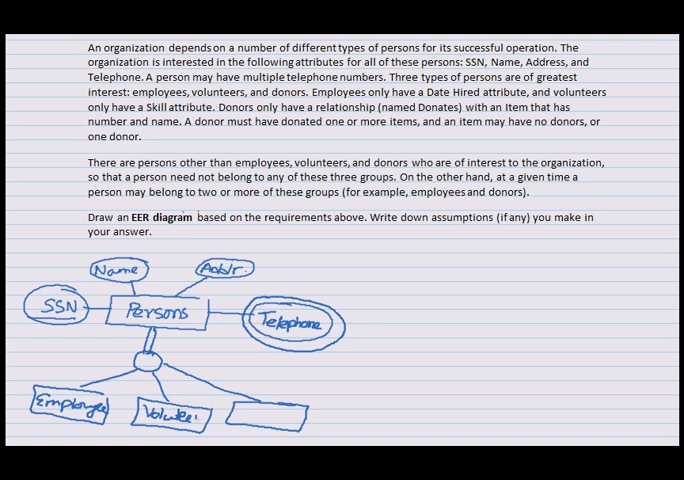 An organization depends on a number of different types of persons for its successful operation. The
organization is interested in the following attributes for all of these persons: SSN, Name, Address, and
Telephone. A person may have multiple telephone numbers. Three types of persons are of greatest
interest: employees, volunteers, and donors. Employees only have a Date Hired attribute, and volunteers
only have a Skill attribute. Donors only have a relationship (named Donates) with an Item that has
number and name. A donor must have donated one or more items, and an item may have no donors, or
one donor.
There are persons other than employees, volunteers, and donors who are of interest to the organization,
so that a person need not belong to any of these three groups. On the other hand, at a given time a
person may belong to two or more of these groups (for example, employees and donors).
Draw an EER diagram based on the requirements above. Write down assumptions (if any) you make in
your answer.
Name
Addr.
SSN
Persons
Telephone
Employee